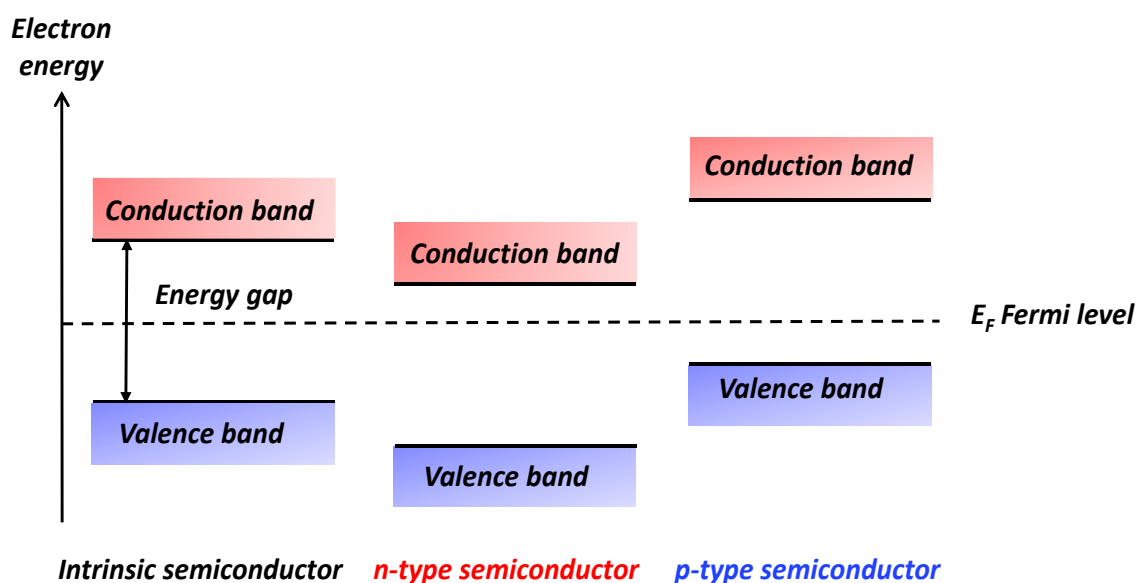 Electron
energy
Conduction band
Conduction band
Conduction band
Energy gap
E_F Fermi level
Valence band
Valence band
Valence band
Intrinsic semiconductor
n-type semiconductor
p-type semiconductor